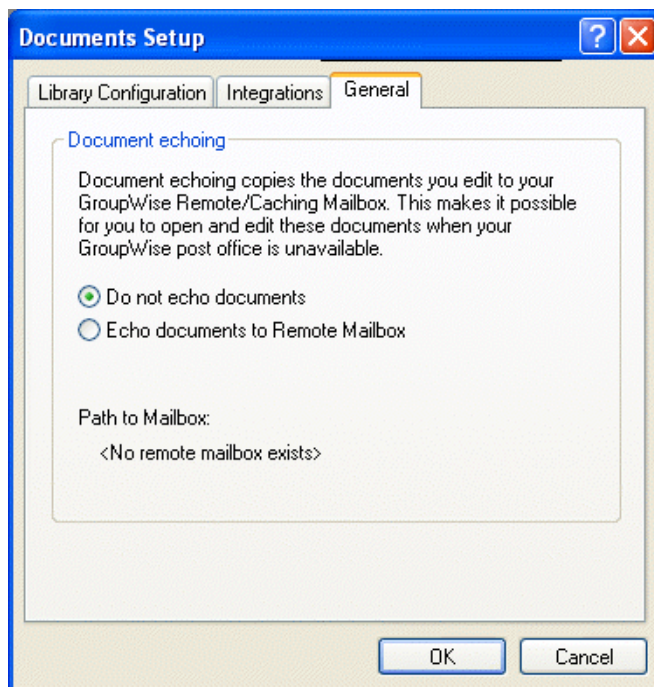 Documents Setup
Library Configuration Integrations General
Document echoing
Document echoing copies the documents you edit to your
GroupWise Remote/Caching Mailbox. This makes it possible
for you to open and edit these documents when your
GroupWise post office is unavailable.
Do not echo documents
Echo documents to Remote Mailbox
Path to Mailbox:
<No remote mailbox exists>
OK Cancel